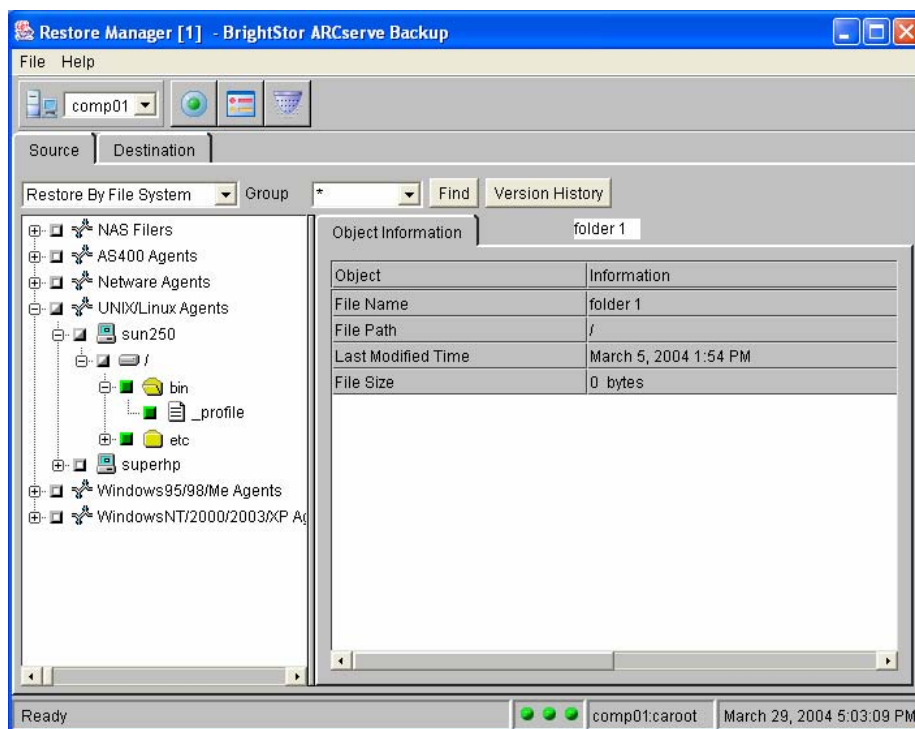 Restore Manager [1] - BrightStor ARCserve Backup
File Help
comp01
Source Destination
Restore By File System Group * Find Version History
NAS Filers
AS400 Agents
Netware Agents
UNIX/Linux Agents
sun250
/
bin
_profile
etc
superhp
Windows95/98/Me Agents
WindowsNT/2000/2003/XP Ag
Object Information folder 1
Object Information
File Name folder 1
File Path /
Last Modified Time March 5, 2004 1:54 PM
File Size 0 bytes
Ready comp01:caroot March 29, 2004 5:03:09 PM